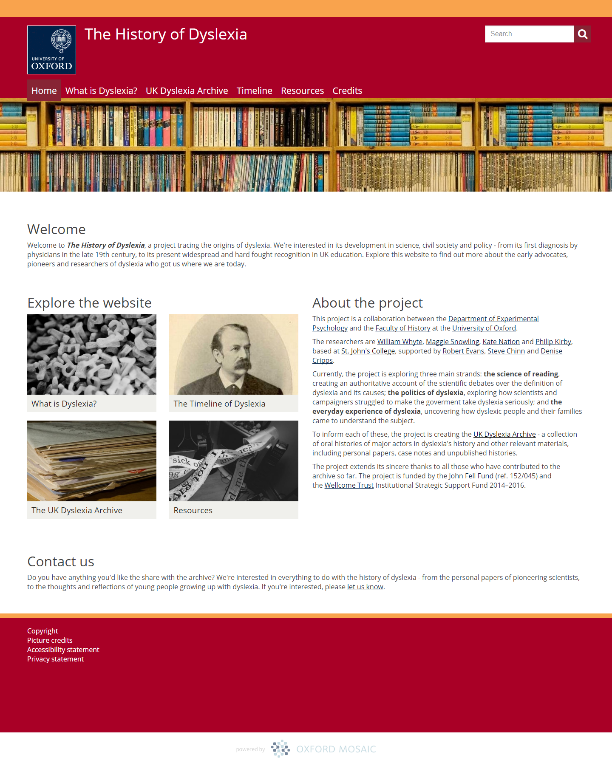 UNIVERSITY OF
OXFORD
The History of Dyslexia
Search
Home What is Dyslexia? UK Dyslexia Archive Timeline Resources Credits
Welcome
Welcome to The History of Dyslexia, a project tracing the origins of dyslexia. We're interested in its development in science, civil society and policy - from its first diagnosis by
physicians in the late 19th century, to its present widespread and hard fought recognition in UK education. Explore this website to find out more about the early advocates,
pioneers and researchers of dyslexia who got us where we are today.
Explore the website
What is Dyslexia?
The Timeline of Dyslexia
sick on
The UK Dyslexia Archive
Resources
About the project
This project is a collaboration between the Department of Experimental
Psychology and the Faculty of History at the University of Oxford.
The researchers are William Whyte, Maggie Snowling, Kate Nation and Philip Kirby,
based at St. John's College, supported by Robert Evans, Steve Chinn and Denise
Cripps.
Currently, the project is exploring three main strands: the science of reading,
creating an authoritative account of the scientific debates over the definition of
dyslexia and its causes; the politics of dyslexia, exploring how scientists and
campaigners struggled to make the goverment take dyslexia seriously; and the
everyday experience of dyslexia, uncovering how dyslexic people and their families
came to understand the subject.
To inform each of these, the project is creating the UK Dyslexia Archive - a collection
of oral histories of major actors in dyslexia's history and other relevant materials,
including personal papers, case notes and unpublished histories.
The project extends its sincere thanks to all those who have contributed to the
archive so far. The project is funded by the John Fell Fund (ref. 152/045) and
the Wellcome Trust Institutional Strategic Support Fund 2014-2016.
Contact us
Do you have anything you'd like the share with the archive? We're interested in everything to do with the history of dyslexia - from the personal papers of pioneering scientists,
to the thoughts and reflections of young people growing up with dyslexia. If you're interested, please let us know.
Copyright
Picture credits
Accessibility statement
Privacy statement
powered by OXFORD MOSAIC